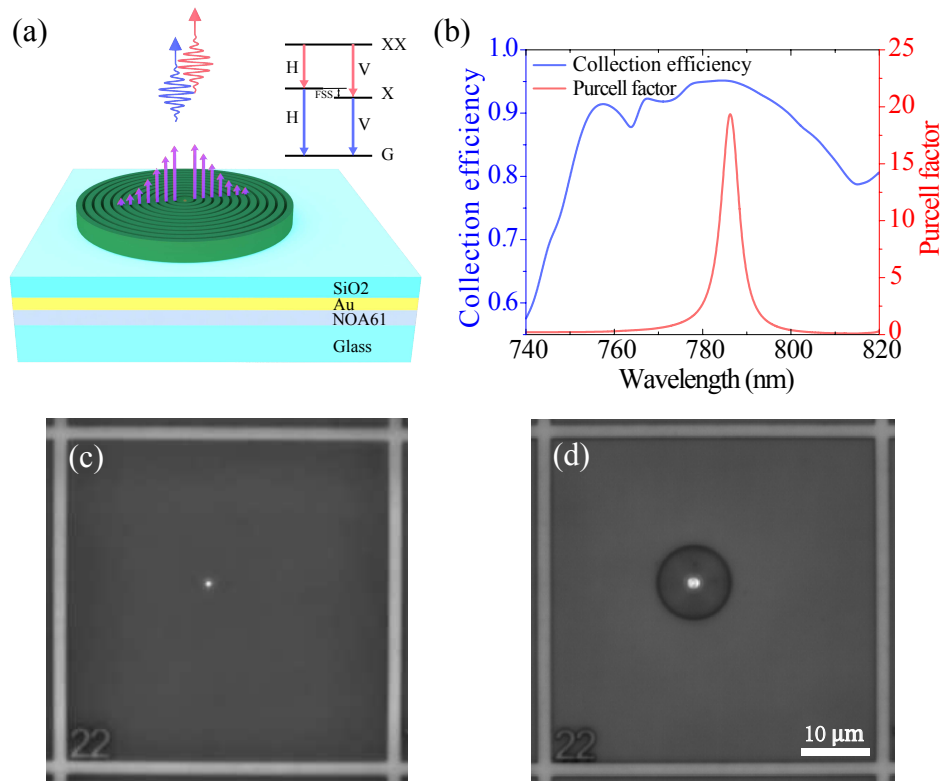 (a)
XX
H
V
FSS
X
H
V
G
SiO2
Au
NOA61
Glass
(b)
1.0
0.9
0.8
0.7
0.6
Collection efficiency
25
20
15
10
5
0
Purcell factor
Collection efficiency
Purcell factor
740
760
780
800
820
Wavelength (nm)
(c)
22
(d)
22
10 μm